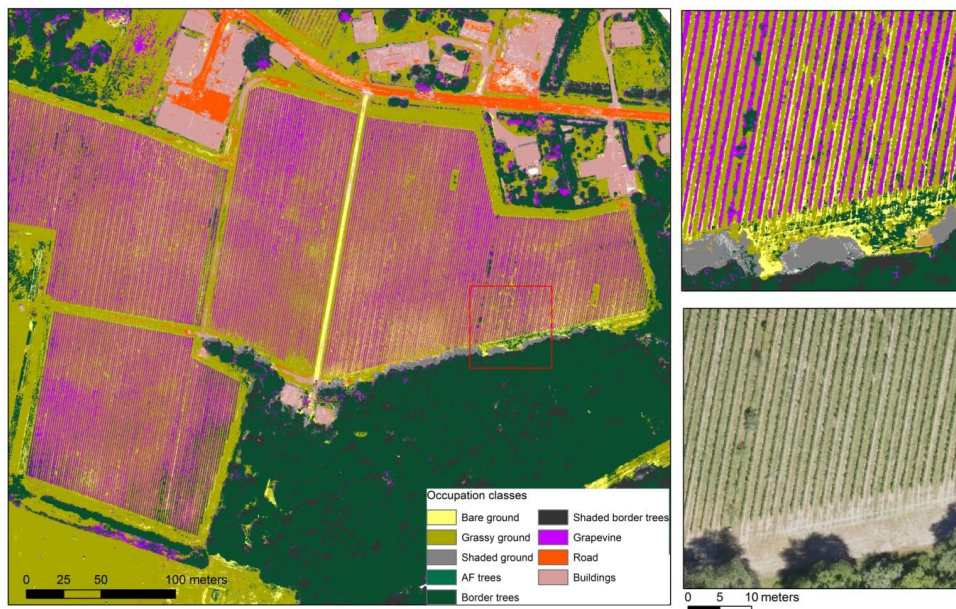 Occupation classes
Bare ground
Grassy ground
Shaded ground
AF trees
Border trees
Shaded border trees
Grapevine
Road
Buildings
0 25 50 100 meters
0 5 10 meters